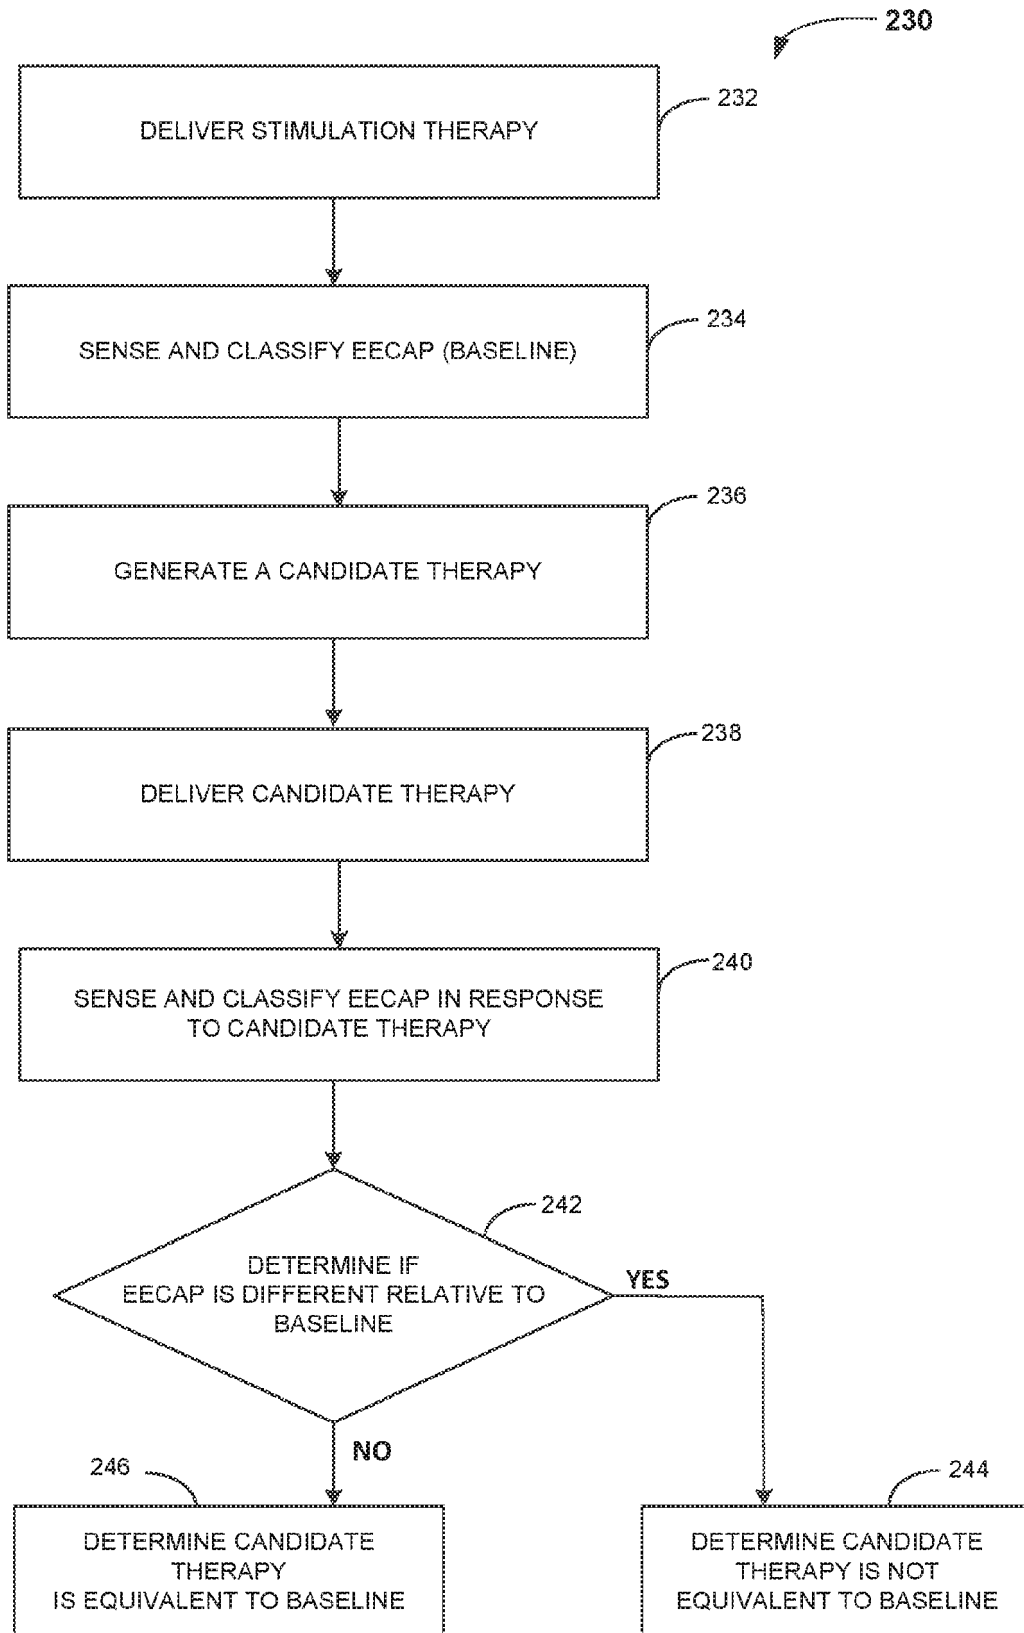 230
DELIVER STIMULATION THERAPY
232
SENSE AND CLASSIFY EECAP (BASELINE)
234
GENERATE A CANDIDATE THERAPY
236
DELIVER CANDIDATE THERAPY
238
SENSE AND CLASSIFY EECAP IN RESPONSE
TO CANDIDATE THERAPY
240
242
DETERMINE IF
EECAP IS DIFFERENT RELATIVE TO
BASELINE
YES
NO
246
244
DETERMINE CANDIDATE
THERAPY
IS EQUIVALENT TO BASELINE
DETERMINE CANDIDATE
THERAPY IS NOT
EQUIVALENT TO BASELINE